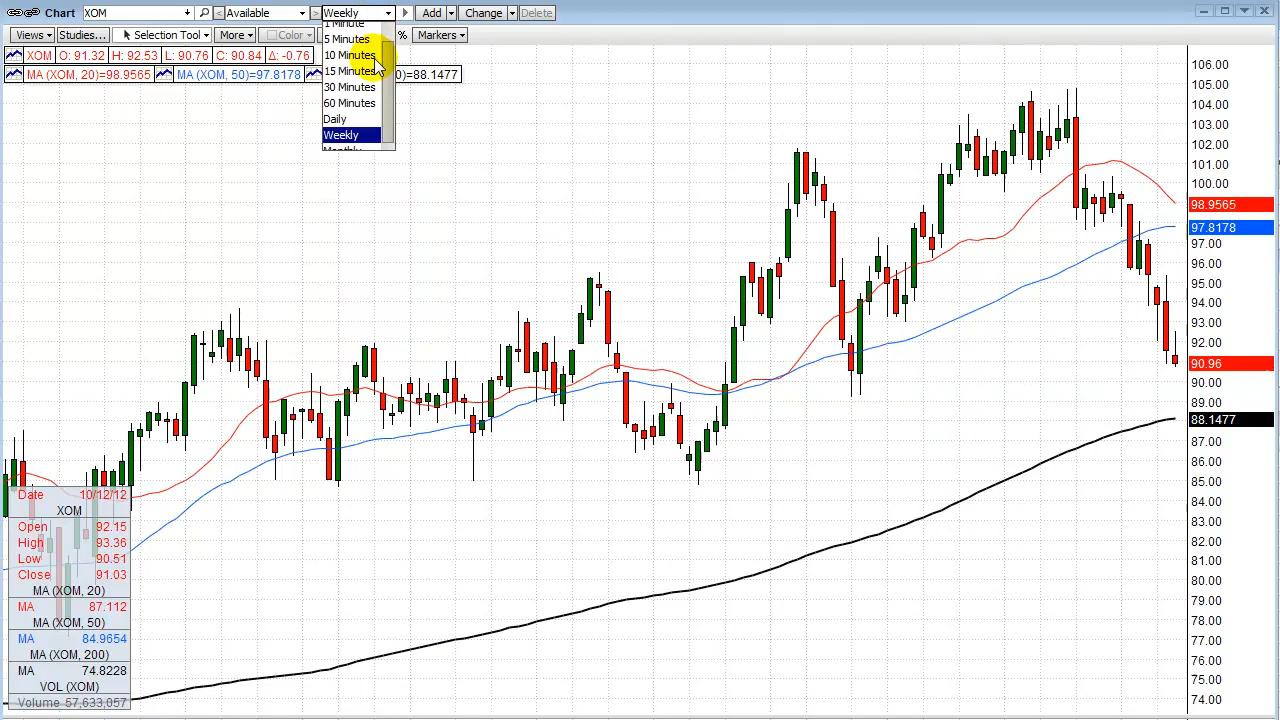 Chart XOM Available Weekly Add Change Delete
Views Studies... Selection Tool More Color % Markers
1 Minute
5 Minutes
10 Minutes
15 Minutes
30 Minutes
60 Minutes
Daily
Weekly
Monthly
XOM O: 91.32 H: 92.53 L: 90.76 C: 90.84 Δ: -0.76
MA (XOM, 20)=98.9565 MA (XOM, 50)=97.8178 0)=88.1477
106.00
105.00
104.00
103.00
102.00
101.00
100.00
98.9565
97.8178
97.00
96.00
95.00
94.00
93.00
92.00
90.96
90.00
89.00
88.1477
87.00
86.00
85.00
84.00
83.00
82.00
81.00
80.00
79.00
78.00
77.00
76.00
75.00
74.00
Date 10/12/12
XOM
Open 92.15
High 93.36
Low 90.51
Close 91.03
MA (XOM, 20)
MA 87.112
MA (XOM, 50)
MA 84.9654
MA (XOM, 200)
MA 74.8228
VOL (XOM)
Volume 57,633,057